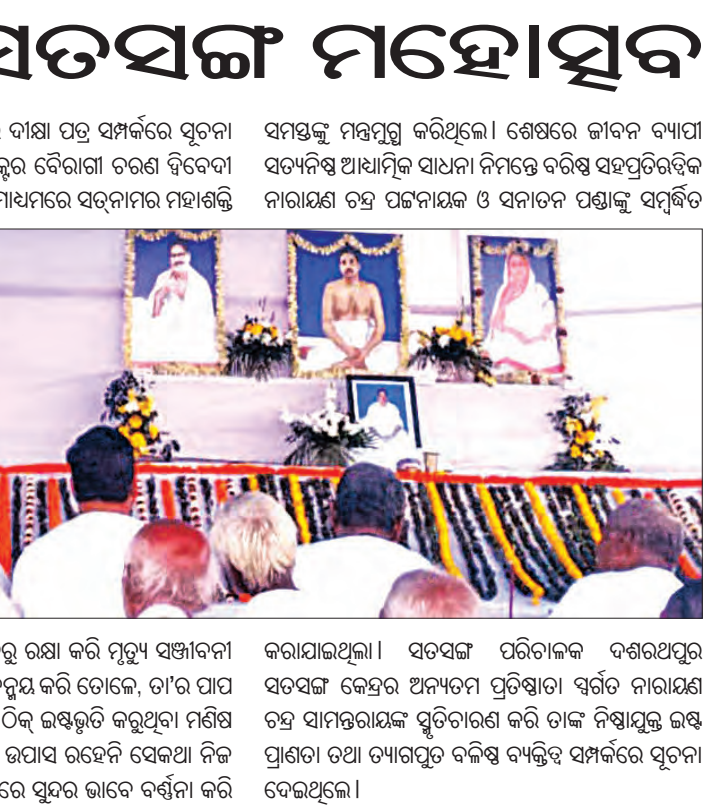 ସତସଙ୍ଗ ମହୋତ୍ସବ
ଦୀକ୍ଷା ପତ୍ର ସମ୍ପର୍କରେ ସୂଚନା
ବୈରାଗୀ ଚରଣ ଦ୍ଵିବେଦୀ
ମାଧ୍ୟମରେ ସତ୍‌ନାମର ମହାଶକ୍ତି
ରକ୍ଷା କରି ମୃତ୍ୟୁ ସଞ୍ଜୀବନୀ
କରି ତୋଳେ, ତା'ର ପାପ
ଠିକ୍ ଇଷ୍ଟଭୃତି କରୁଥିବା ମଣିଷ
ଉପାସ ରହେନି ସେକଥା ନିଜ
ସୁନ୍ଦର ଭାବେ ବର୍ଣ୍ଣନା କରି
ସମସ୍ତଙ୍କୁ ମନ୍ତ୍ରମୁଗ୍ଧ କରିଥିଲେ। ଶେଷରେ ଜୀବନ ବ୍ୟାପୀ
ସତ୍ୟନିଷ୍ଠ ଆଧ୍ୟାତ୍ମିକ ସାଧନା ନିମନ୍ତେ ବରିଷ୍ଠ ସହପ୍ରତିଋତ୍ଵିକ
ନାରାୟଣ ଚନ୍ଦ୍ର ପଟ୍ଟନାୟକ ଓ ସନାତନ ପଣ୍ଡାଙ୍କୁ ସମ୍ବର୍ଦ୍ଧିତ
କରାଯାଇଥିଲା। ସତସଙ୍ଗ ପରିଚାଳକ ଦଶରଥପୁର
ସତସଙ୍ଗ କେନ୍ଦ୍ରର ଅନ୍ୟତମ ପ୍ରତିଷ୍ଠାତା ସ୍ଵର୍ଗତ ନାରାୟଣ
ଚନ୍ଦ୍ର ସାମନ୍ତରାୟଙ୍କ ସ୍ମୃତିଚାରଣ କରି ତାଙ୍କ ନିଷ୍ଠାଯୁକ୍ତ ଇଷ୍ଟ
ପ୍ରାଣତା ତଥା ତ୍ୟାଗପୁତ ବଳିଷ୍ଠ ବ୍ୟକ୍ତିତ୍ଵ ସମ୍ପର୍କରେ ସୂଚନା
ଦେଇଥିଲେ।